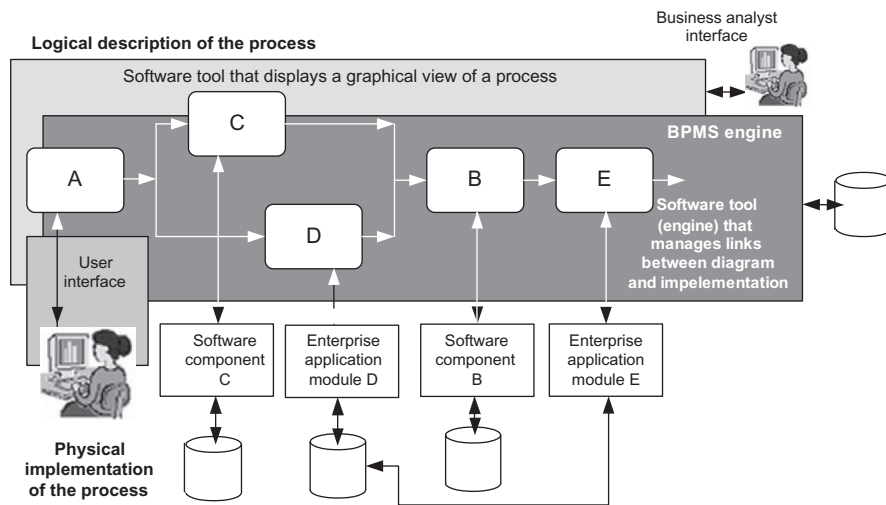 Business analyst
interface
Logical description of the process
Software tool that displays a graphical view of a process
C
BPMS engine
A
B
E
D
Software tool
(engine) that
manages links
between diagram
and impelementation
User
interface
Software
component
C
Enterprise
application
module D
Software
component
B
Enterprise
application
module E
Physical
implementation
of the process